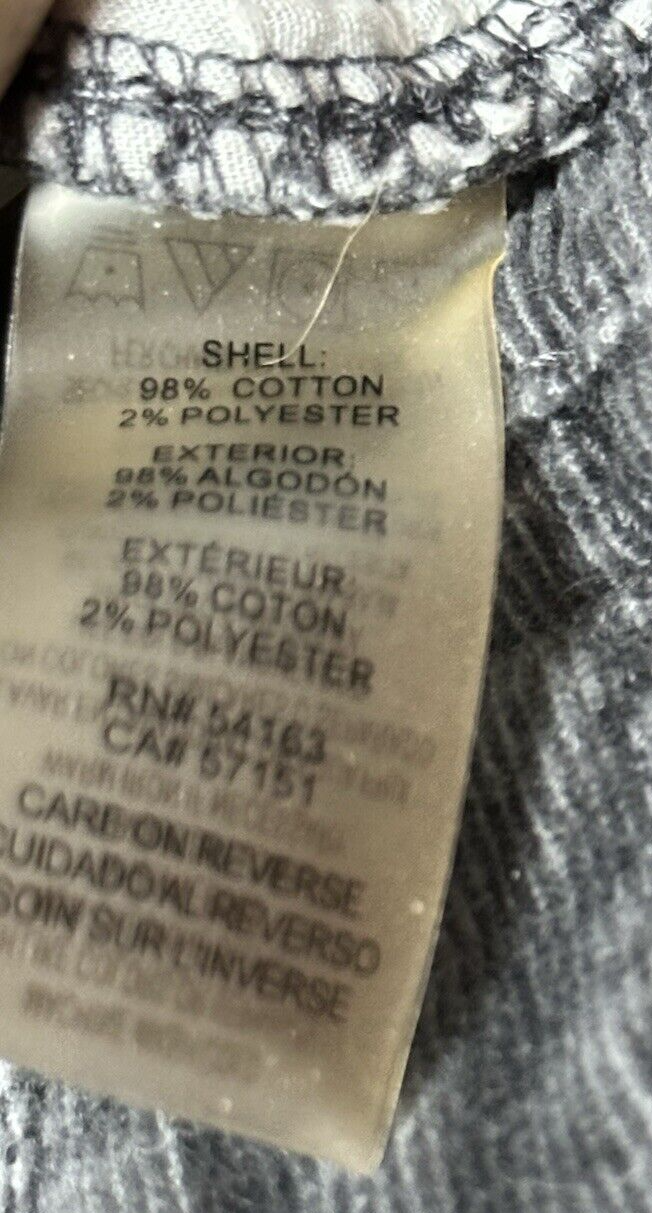 SHELL:
98% COTTON
2% POLYESTER
EXTERIOR:
98% ALGODÓN
2% POLIÉSTER
EXTÉRIEUR:
98% COTON
2% POLYESTER
RN# 54163
CA# 57151
CARE ON REVERSE
CUIDADO AL REVERSO
SOIN SUR L'INVERSE